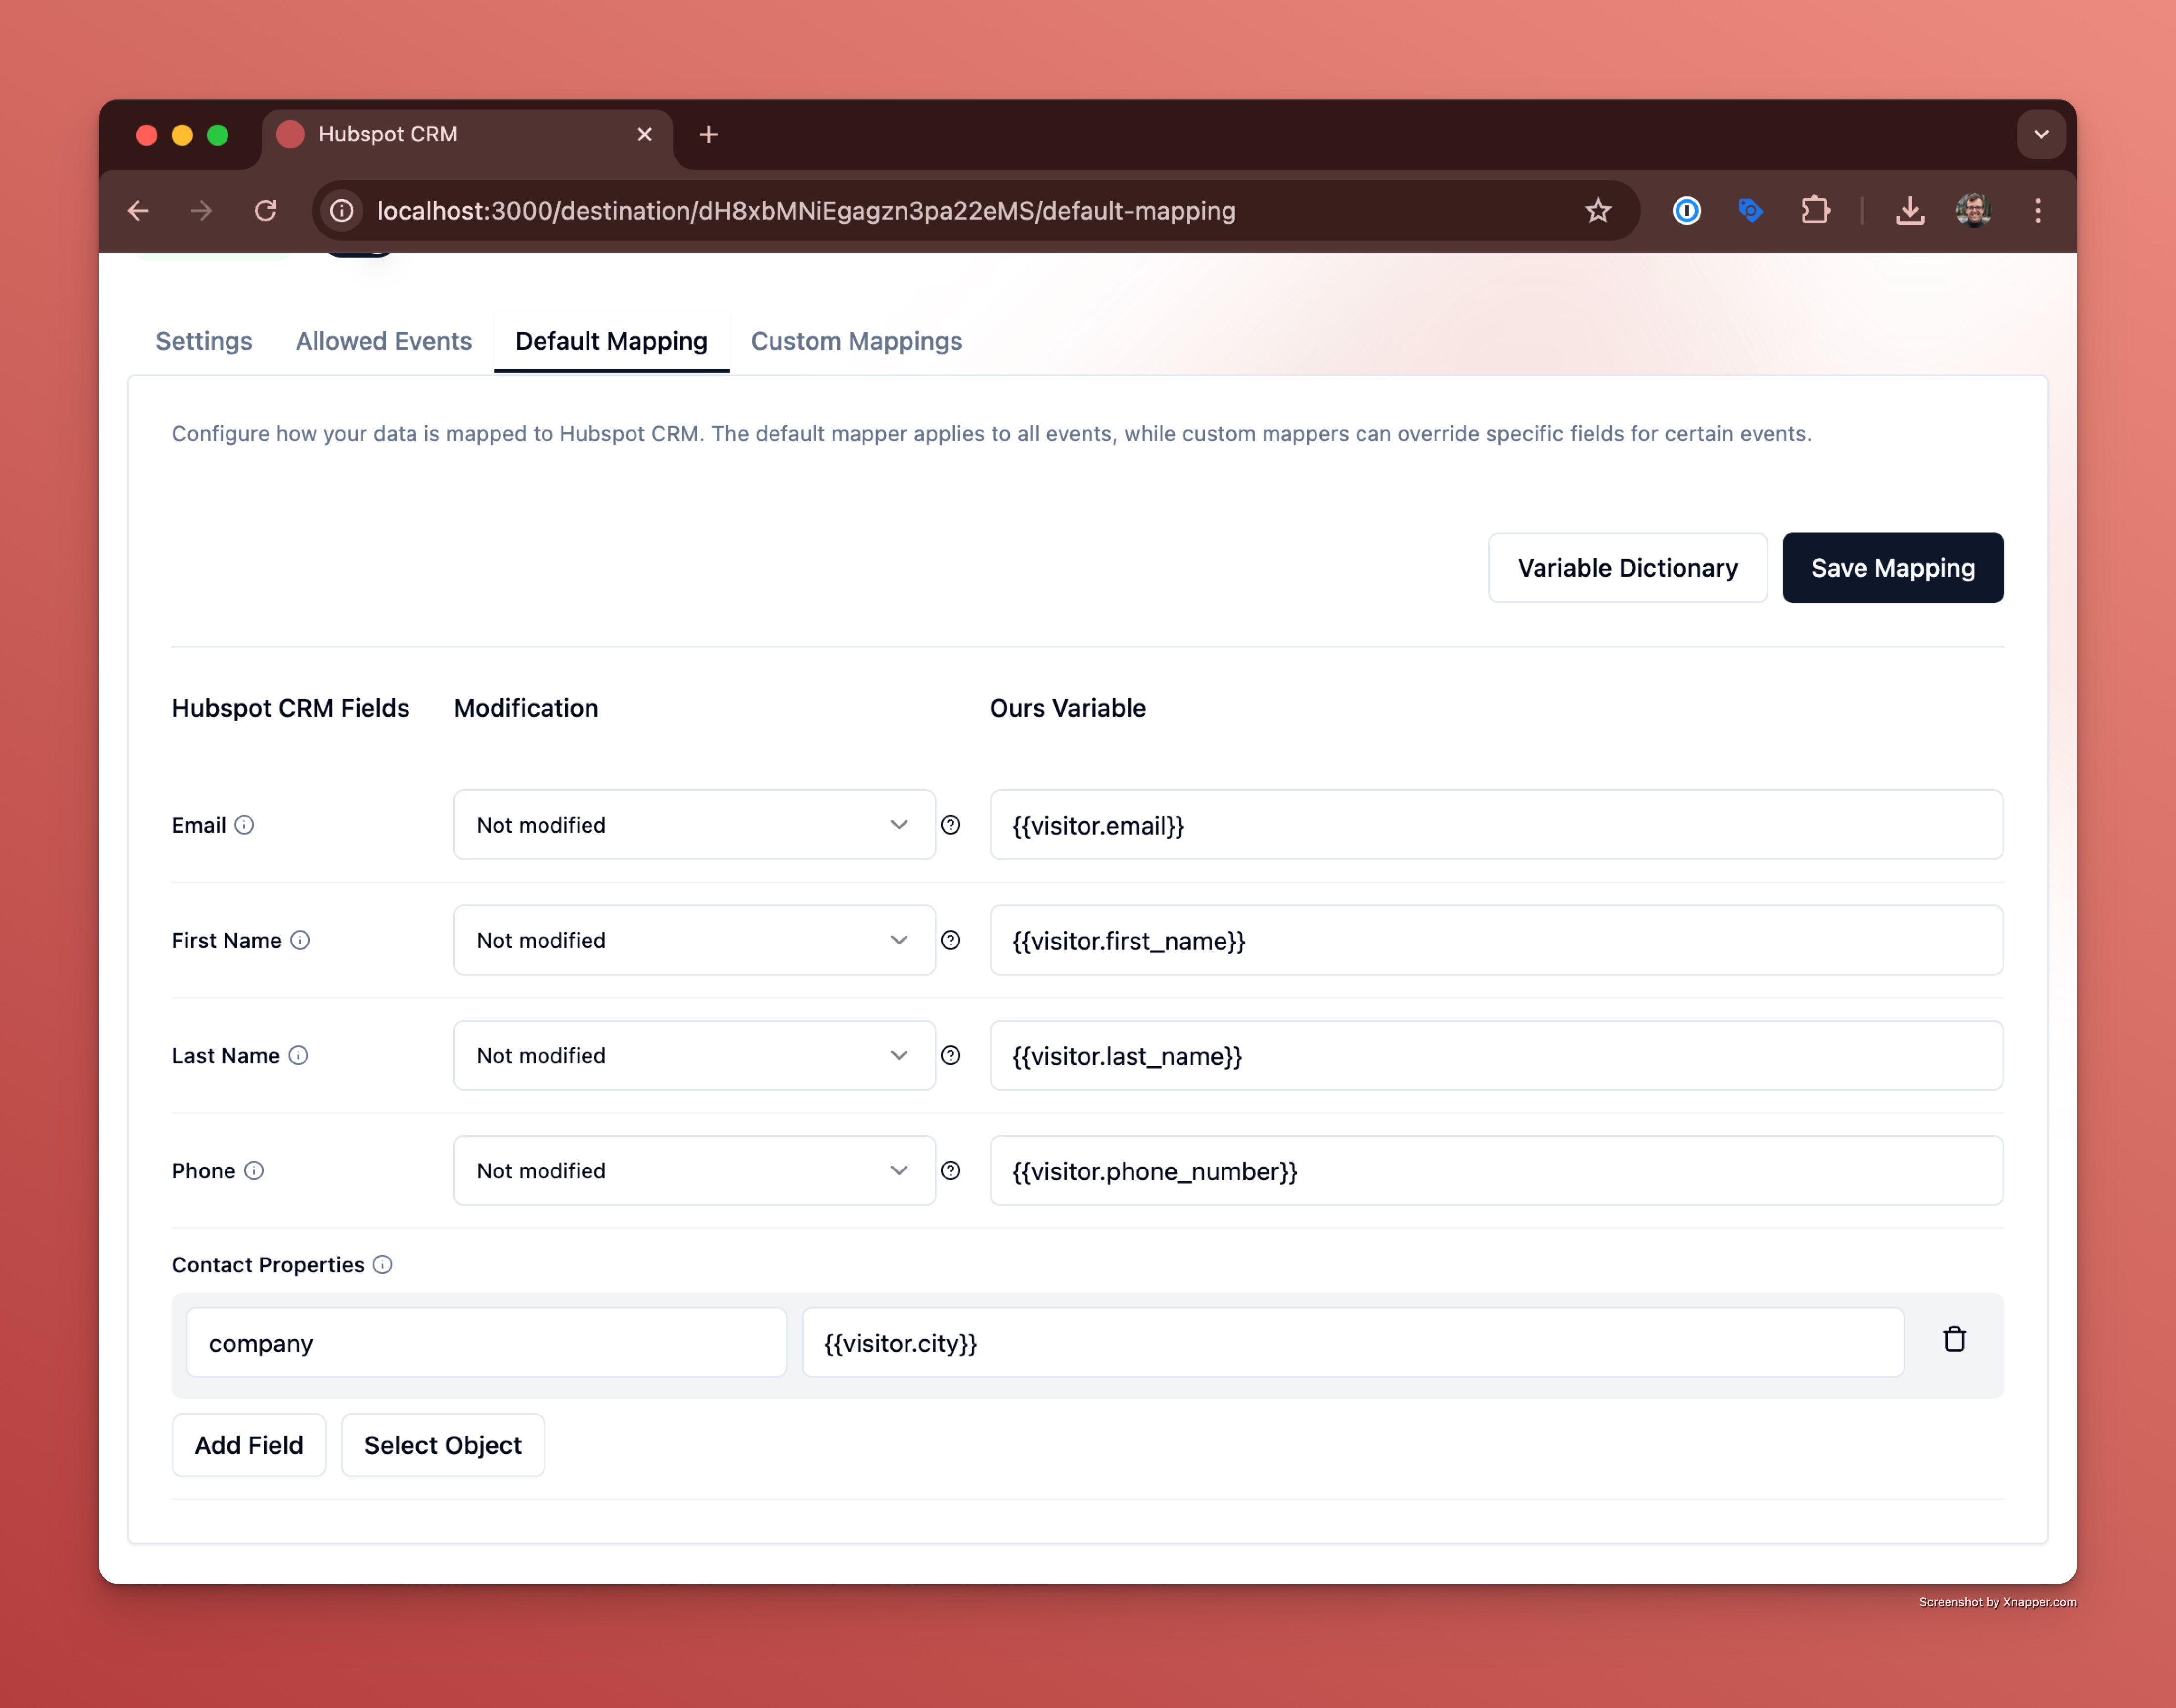 Hubspot CRM
localhost:3000/destination/dH8xbMNiEgagzn3pa22eMS/default-mapping
Settings Allowed Events Default Mapping Custom Mappings
Configure how your data is mapped to Hubspot CRM. The default mapper applies to all events, while custom mappers can override specific fields for certain events.
Variable Dictionary Save Mapping
Hubspot CRM Fields Modification Ours Variable
Email Not modified {{visitor.email}}
First Name Not modified {{visitor.first_name}}
Last Name Not modified {{visitor.last_name}}
Phone Not modified {{visitor.phone_number}}
Contact Properties
company {{visitor.city}}
Add Field Select Object
Screenshot by Xnapper.com